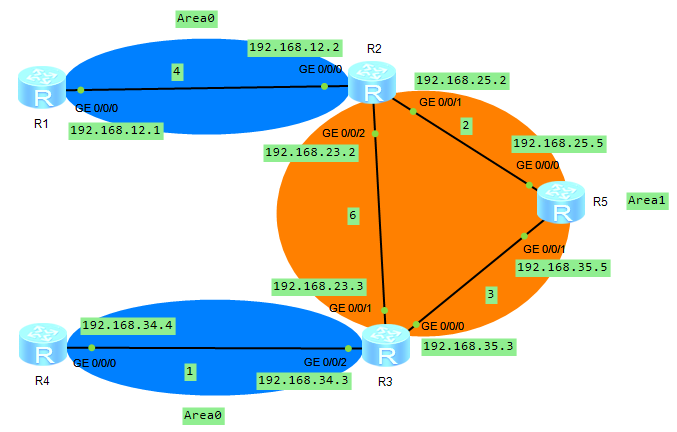 Area0
192.168.12.2
R2
4
GE 0/0/0
192.168.25.2
R
R
GE 0/0/0
GE 0/0/1
R1
192.168.12.1
GE 0/0/2
2
192.168.25.5
192.168.23.2
GE 0/0/0
R
R5
Area1
6
GE 0/0/1
192.168.35.5
192.168.23.3
3
GE 0/0/1
192.168.34.4
GE 0/0/0
R
R
192.168.35.3
GE 0/0/0
GE 0/0/2
R4
1
192.168.34.3
R3
Area0